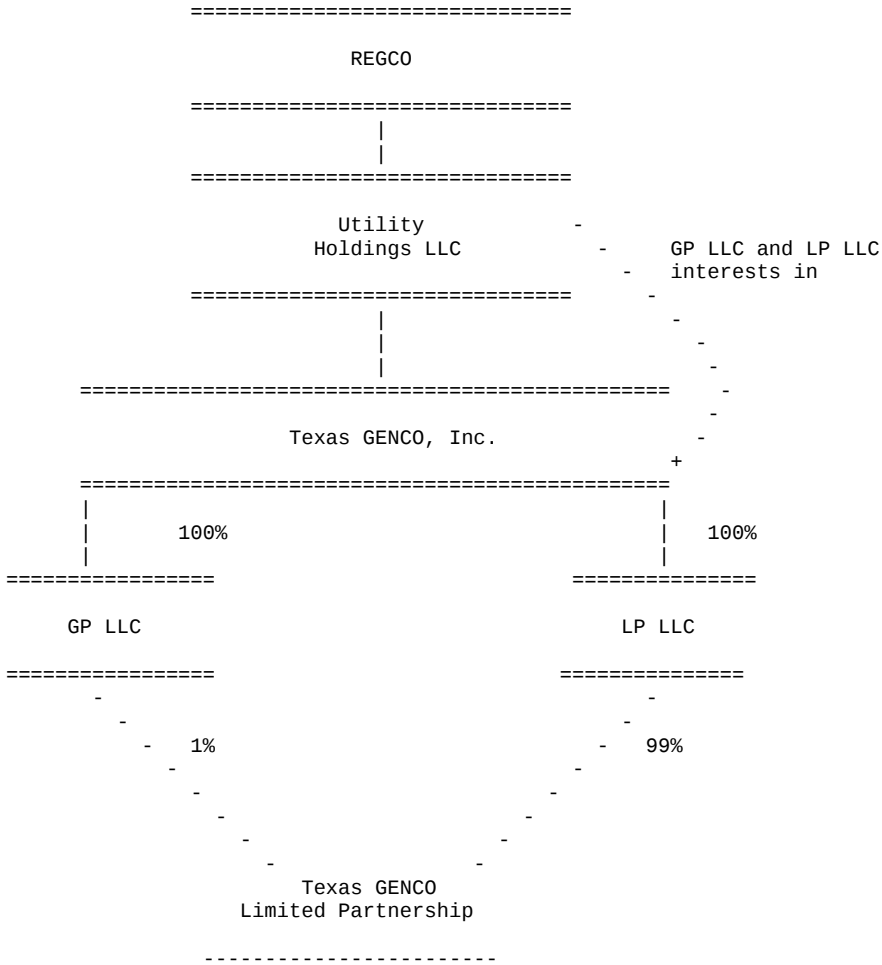 REGCO
Utility
Holdings LLC
GP LLC and LP LLC
interests in
Texas GENCO, Inc.
100% 100%
GP LLC LP LLC
1% 99%
Texas GENCO
Limited Partnership